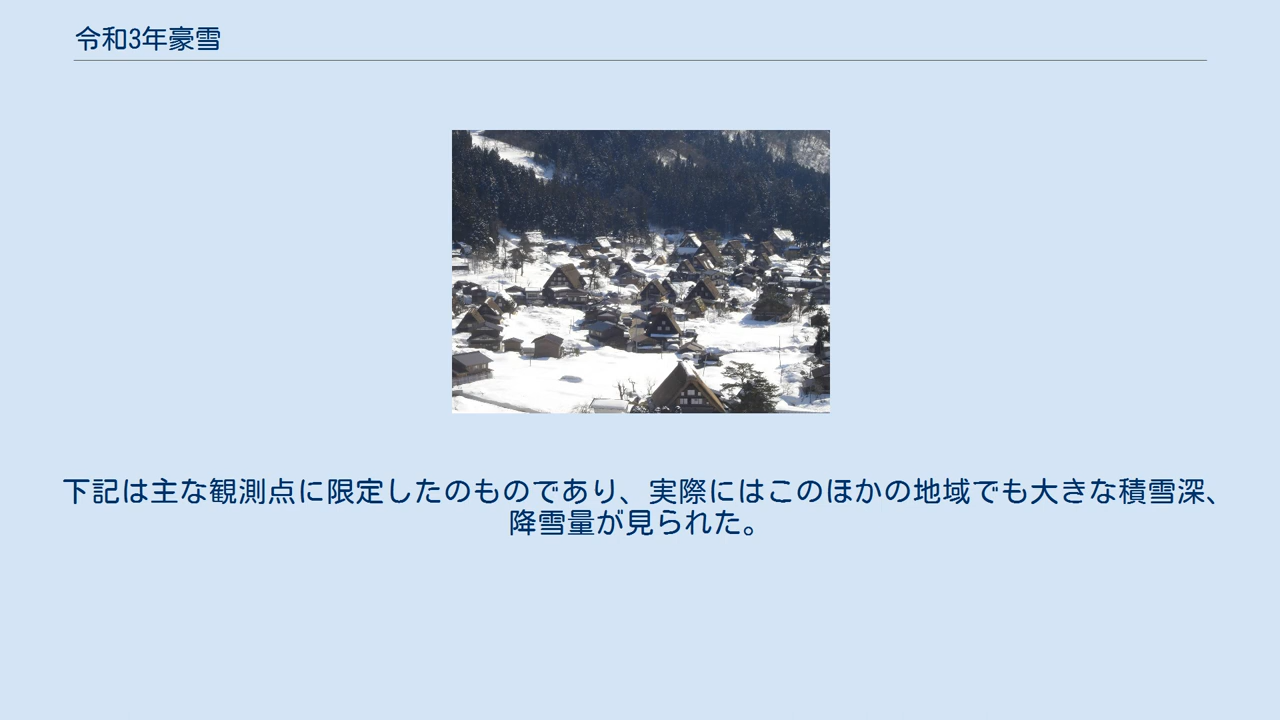 令和3年豪雪
下記は主な観測点に限定したのものであり、実際にはこのほかの地域でも大きな積雪深、
降雪量が見られた。